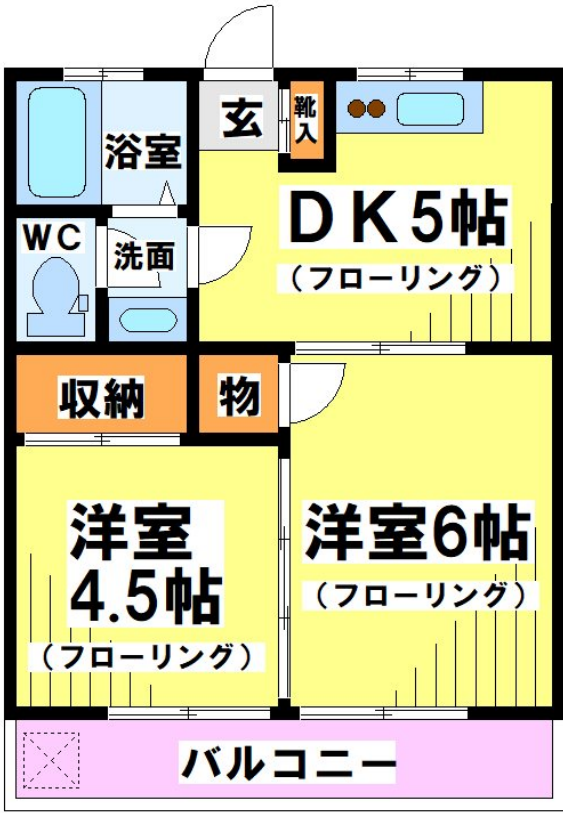 玄
靴
入
浴室
DK5帖
(フローリング)
WC
洗面
収納
物
洋室
4.5帖
(フローリング)
洋室6帖
(フローリング)
バルコニー